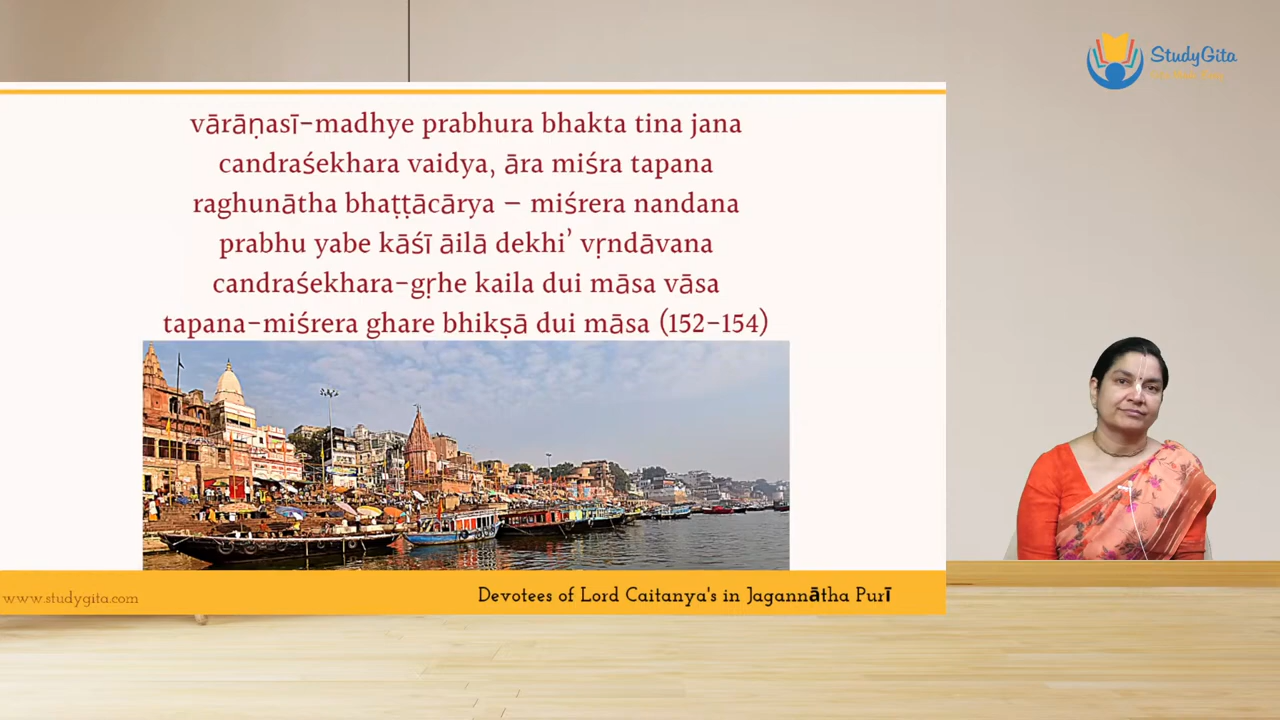 StudyGita
vārāṇasī-madhye prabhura bhakta tina jana
candraśekhara vaidya, āra miśra tapana
raghunātha bhaṭṭācārya – miśrera nandana
prabhu yabe kāśī āilā dekhi’ vṛndāvana
candraśekhara-gṛhe kaila dui māsa vāsa
tapana-miśrera ghare bhikṣā dui māsa (152-154)
www.studygita.com
Devotees of Lord Caitanya's in Jagannātha Purī